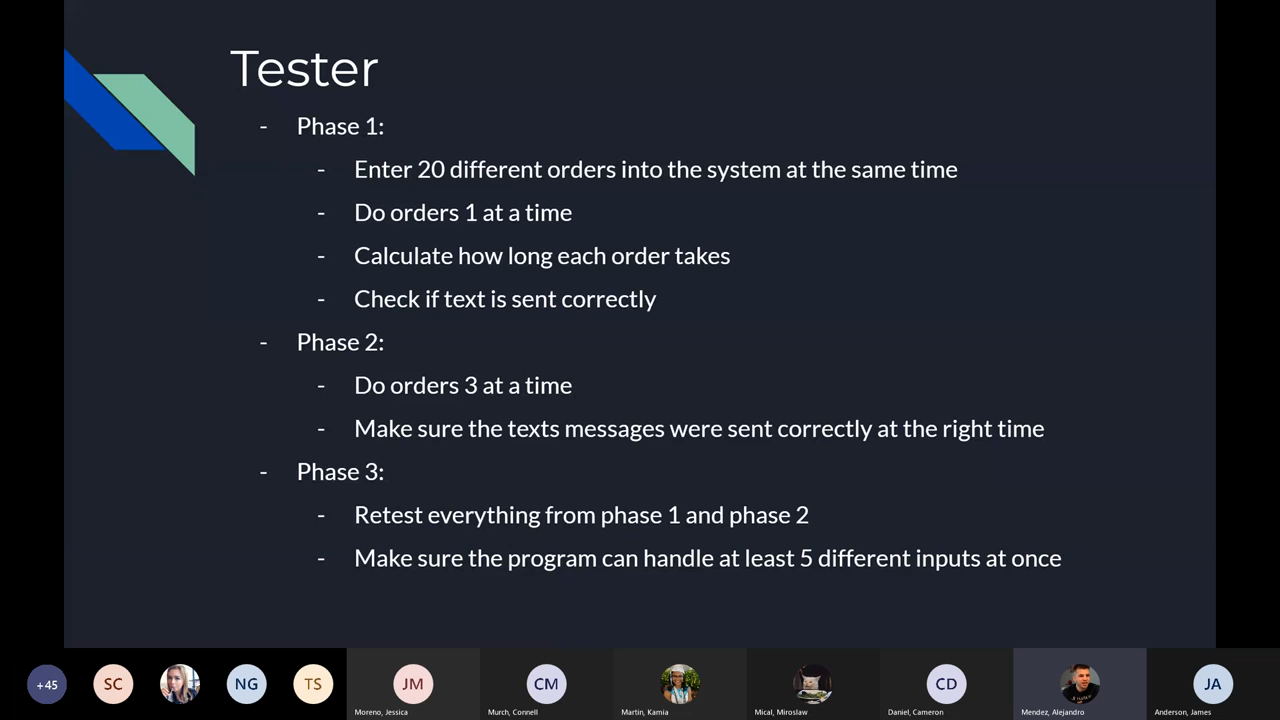 Tester
- Phase 1:
- Enter 20 different orders into the system at the same time
- Do orders 1 at a time
- Calculate how long each order takes
- Check if text is sent correctly
- Phase 2:
- Do orders 3 at a time
- Make sure the texts messages were sent correctly at the right time
- Phase 3:
- Retest everything from phase 1 and phase 2
- Make sure the program can handle at least 5 different inputs at once
+45
SC
NG
TS
JM
CM
CD
JA
Moreno, Jessica
Murch, Connell
Martin, Kamia
Mical, Miroslaw
Daniel, Cameron
Mendez, Alejandro
Anderson, James